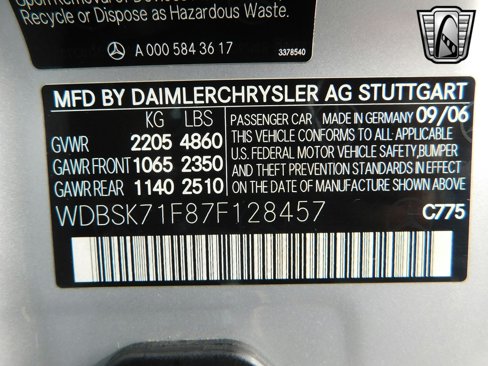 Recycle or Dispose as Hazardous Waste.
A 000 584 36 17
3378540
GATEWAY
MFD BY DAIMLERCHRYSLER AG STUTTGART
KG LBS
GVWR 2205 4860
GAWR FRONT 1065 2350
GAWR REAR 1140 2510
PASSENGER CAR MADE IN GERMANY 09/06
THIS VEHICLE CONFORMS TO ALL APPLICABLE
U.S. FEDERAL MOTOR VEHICLE SAFETY,BUMPER
AND THEFT PREVENTION STANDARDS IN EFFECT
ON THE DATE OF MANUFACTURE SHOWN ABOVE
WDBSK71F87F128457
C775